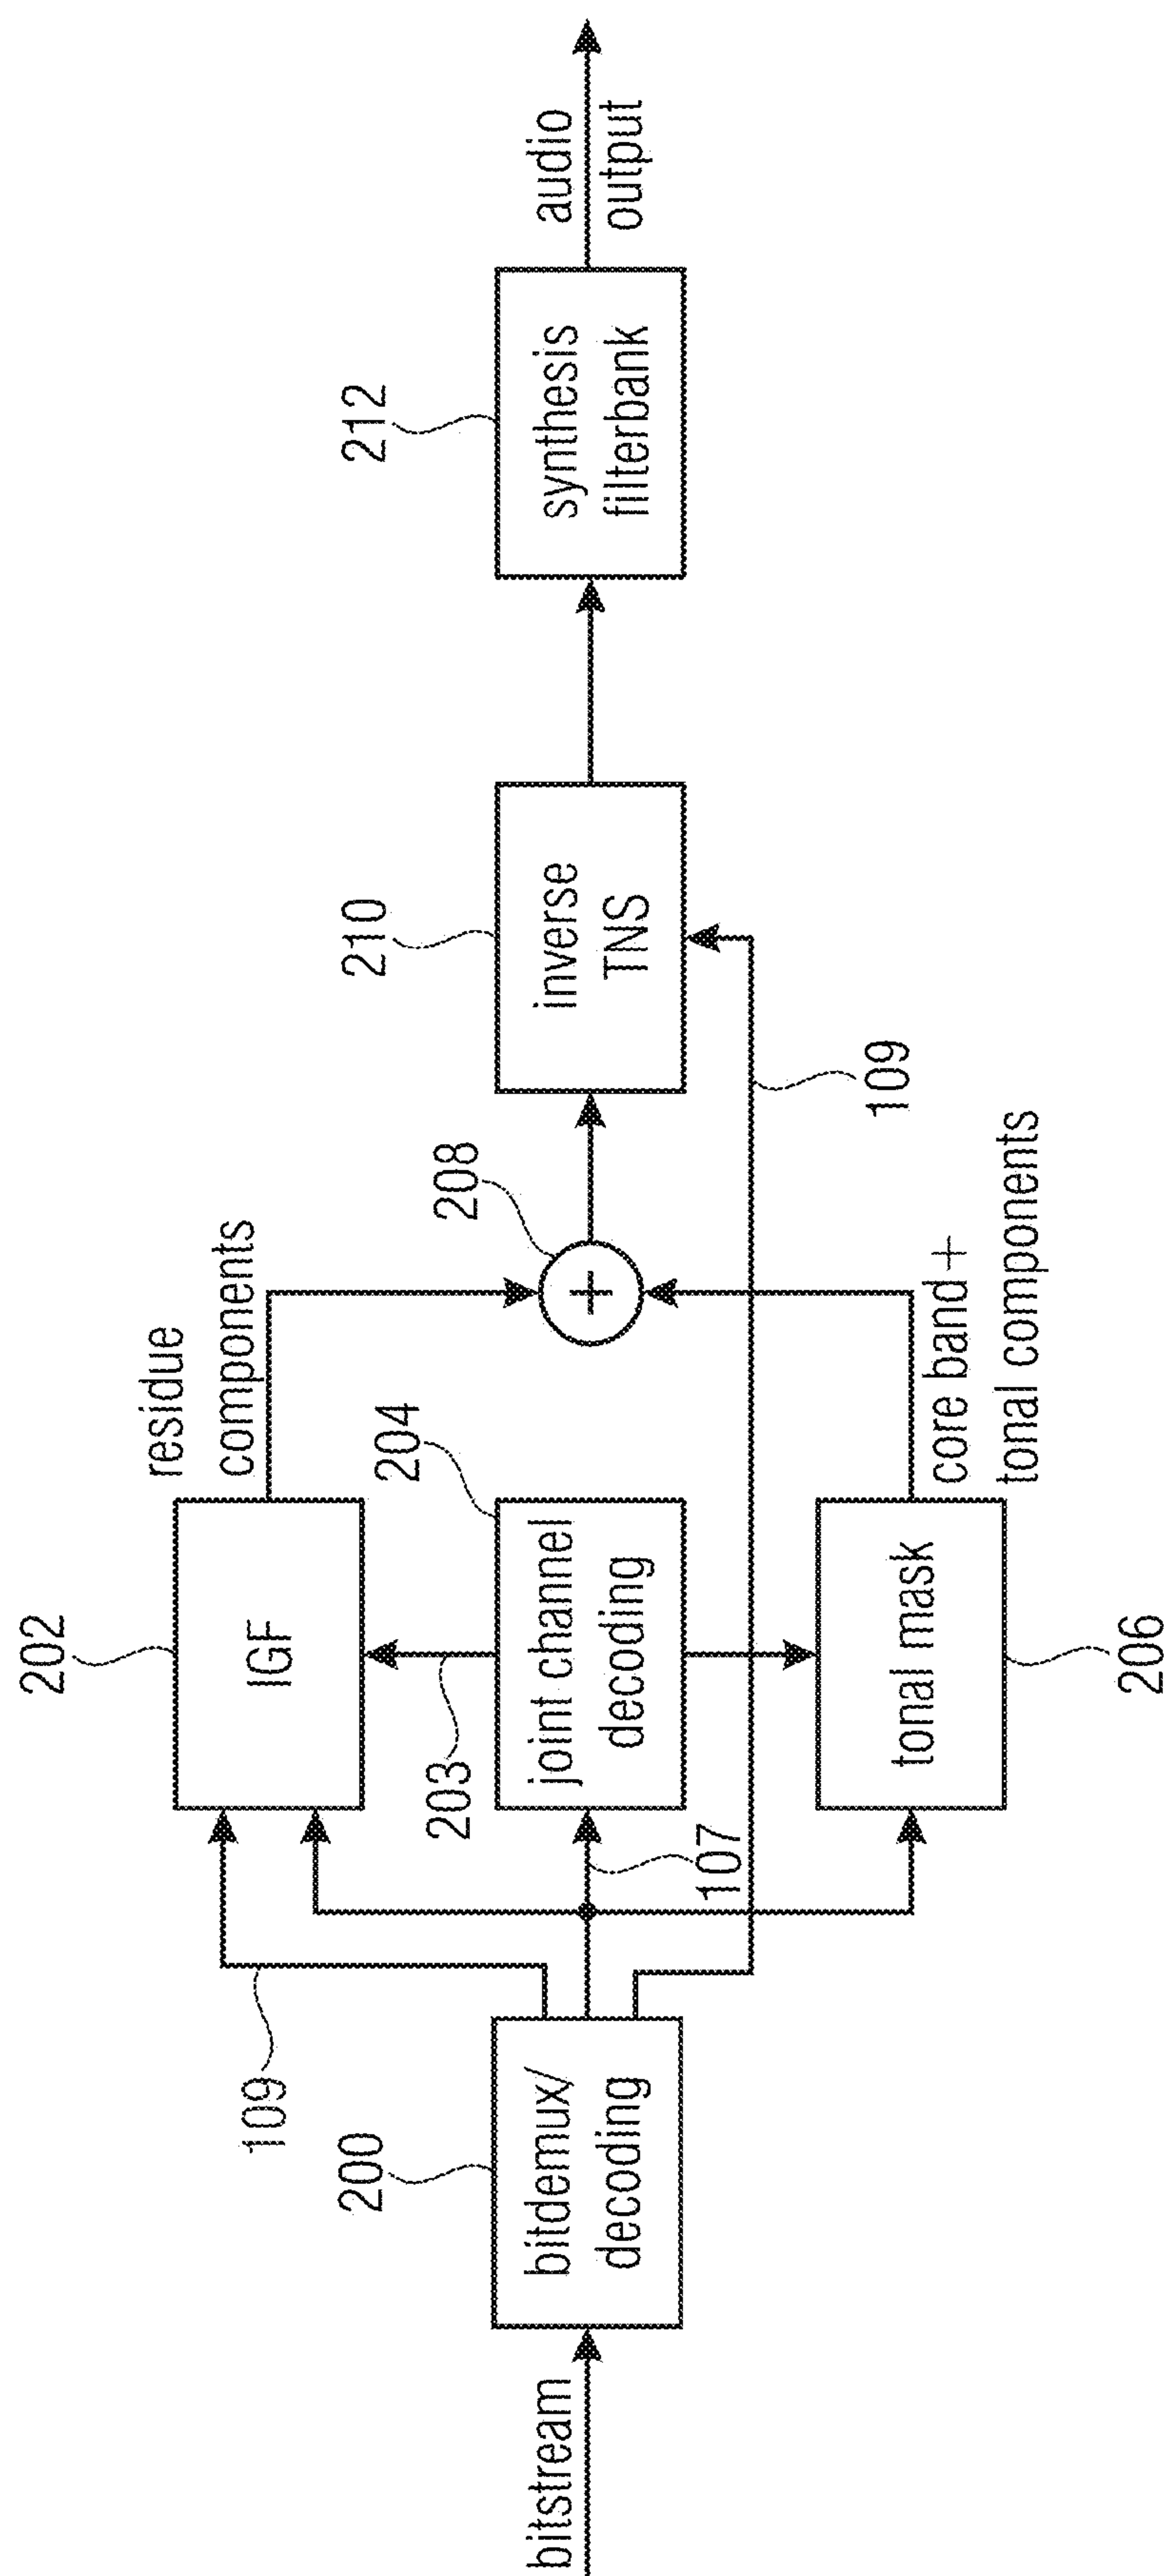 bitstream
200
bitdemux/
decoding
109
107
202
IGF
203
204
joint channel
decoding
tonal mask
206
residue
components
core band+
tonal components
208
+
109
210
inverse
TNS
212
synthesis
filterbank
audio
output